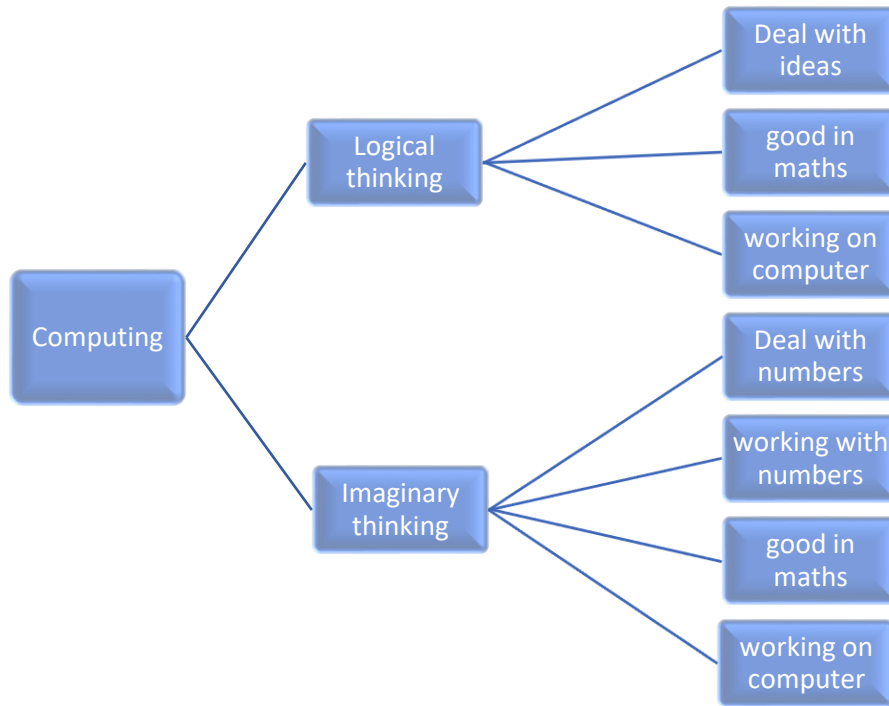 Computing
Logical
thinking
Deal with
ideas
good in
maths
working on
computer
Imaginary
thinking
Deal with
numbers
working with
numbers
good in
maths
working on
computer